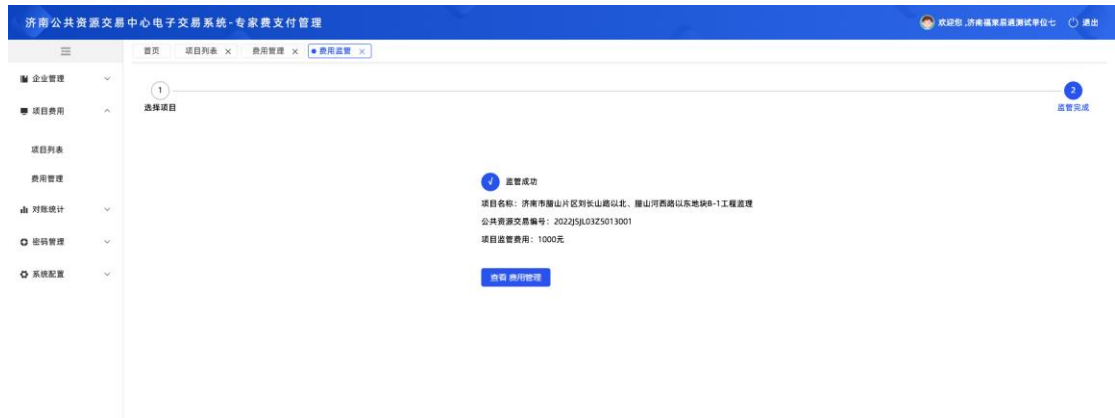 济南公共资源交易中心电子交易系统-专家费支付管理
欢迎您 ,济南福莱易通测试单位七 退出
首页 项目列表 × 费用管理 × 费用监管 ×
企业管理
项目费用
项目列表
费用管理
对账统计
密码管理
系统配置
1
选择项目
2
监管完成
监管成功
项目名称：济南市腊山片区刘长山路以北、腊山河西路以东地块B-1工程监理
公共资源交易编号：2022JSJL03Z5013001
项目监管费用：1000元
查看 费用管理